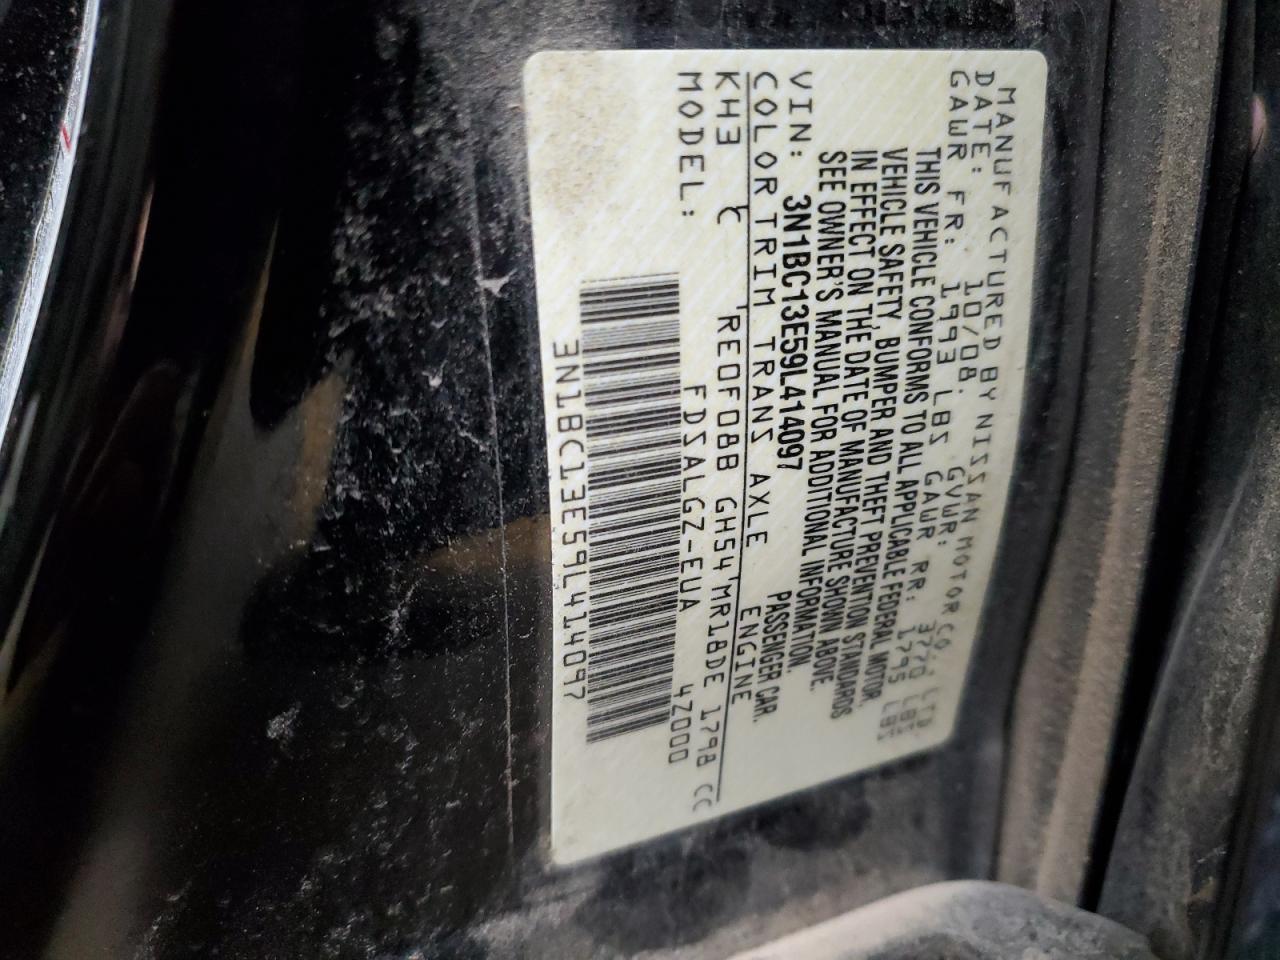 MANUFACTURED BY NISSAN MOTOR CO., LTD.
DATE: 10/08. GVWR: 3770 LBS
GAWR FR: 1993 LBS GAWR RR: 1795 LBS
THIS VEHICLE CONFORMS TO ALL APPLICABLE FEDERAL MOTOR
VEHICLE SAFETY, BUMPER AND THEFT PREVENTION STANDARDS
IN EFFECT ON THE DATE OF MANUFACTURE SHOWN ABOVE.
SEE OWNER'S MANUAL FOR ADDITIONAL INFORMATION.
VIN: 3N1BC13E59L414097 PASSENGER CAR.
COLOR TRIM TRANS AXLE ENGINE
KH3 C RE0F08B GH54 MR18DE 1798 CC
MODEL: FDSALGZ-EUA 4Z000
3N1BC13E59L414097